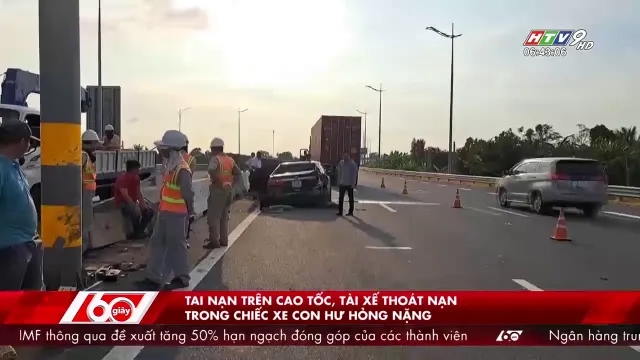 HTV9 HD
06:43:06
60 giây
TAI NẠN TRÊN CAO TỐC, TÀI XẾ THOÁT NẠN
TRONG CHIẾC XE CON HƯ HỎNG NẶNG
IMF thông qua đề xuất tăng 50% hạn ngạch đóng góp của các thành viên
60
Ngân hàng tru